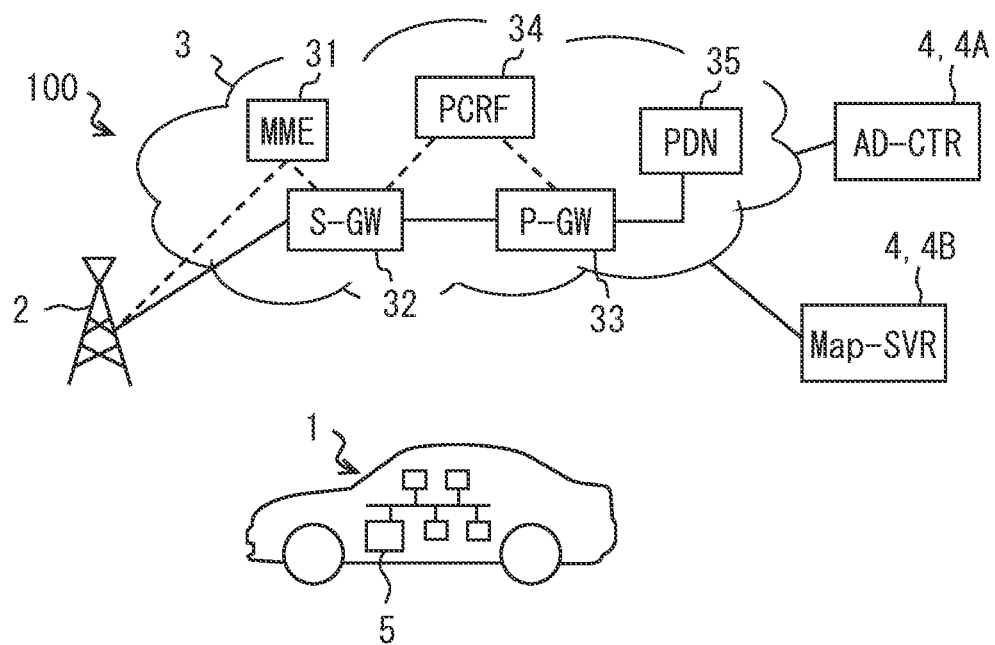 100
3
31
34
35
4, 4A
MME
PCRF
PDN
AD-CTR
S-GW
P-GW
4, 4B
2
32
33
Map-SVR
1
5